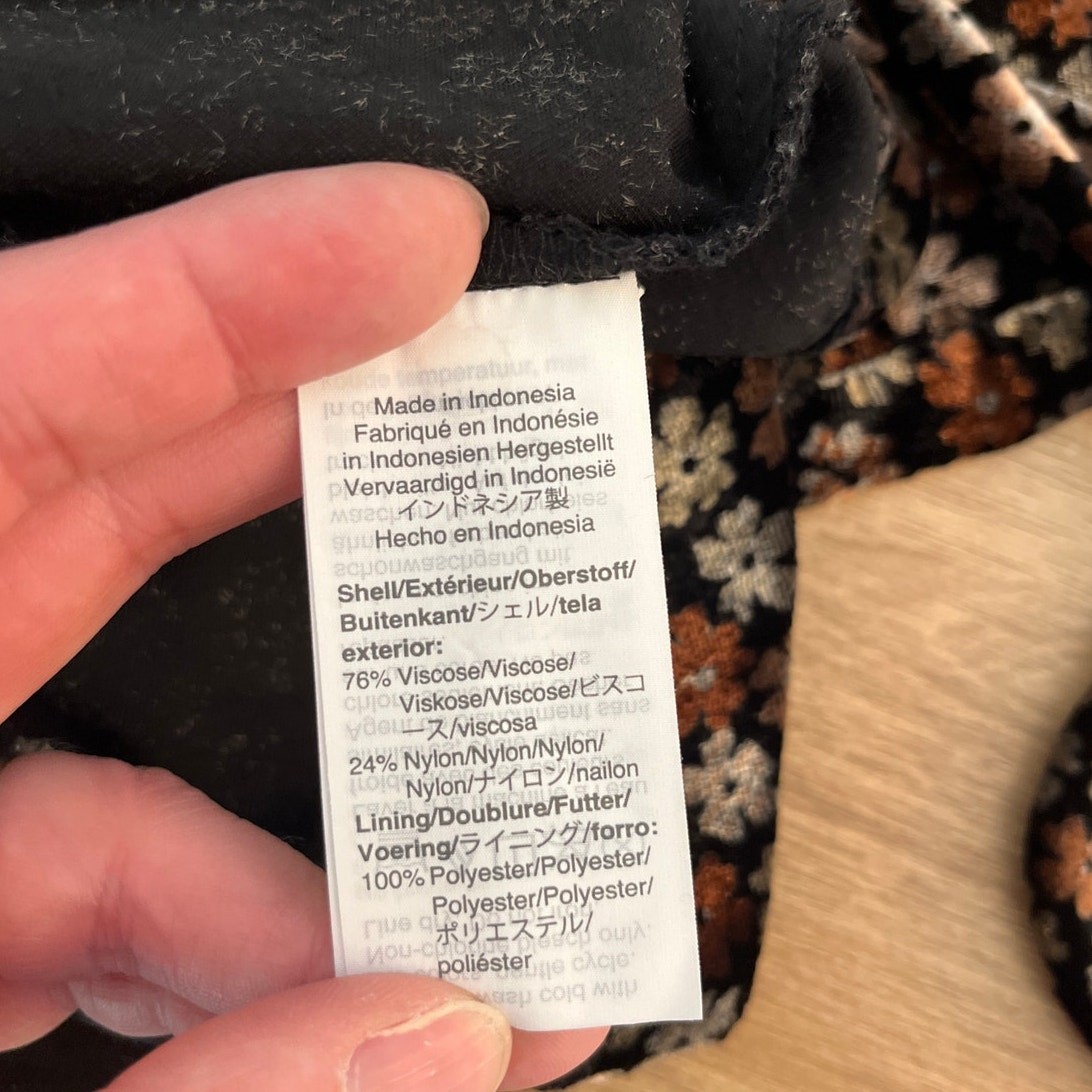 Made in Indonesia
Fabriqué en Indonésie
in Indonesien Hergestellt
Vervaardigd in Indonesië
インドネシア製
Hecho en Indonesia
Shell/Extérieur/Oberstoff/
Buitenkant/シェル/tela
exterior:
76% Viscose/Viscose/
Viskose/Viscose/ビスコ
ース/viscosa
24% Nylon/Nylon/Nylon/
Nylon/ナイロン/nailon
Lining/Doublure/Futter/
Voering/ライニング/forro:
100% Polyester/Polyester/
Polyester/Polyester/
ポリエステル/
poliéster